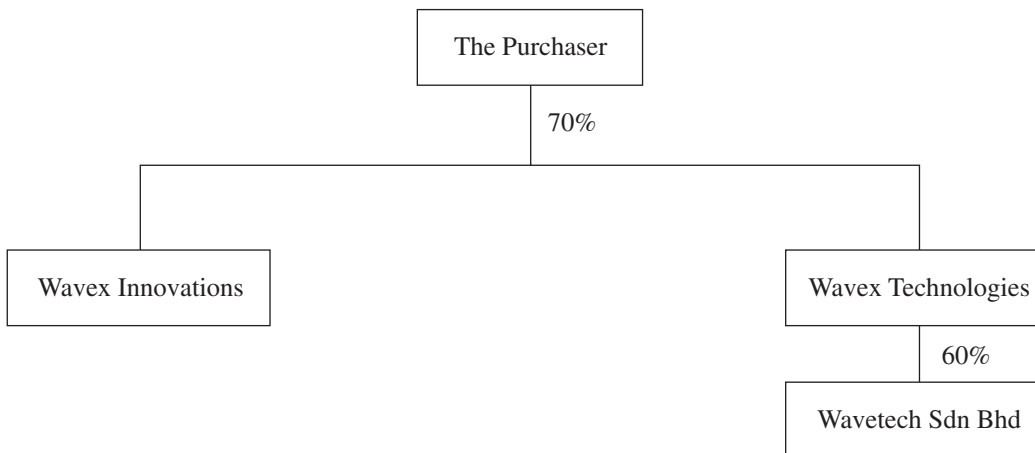 The Purchaser
70%
Wavex Innovations
Wavex Technologies
60%
Wavetech Sdn Bhd